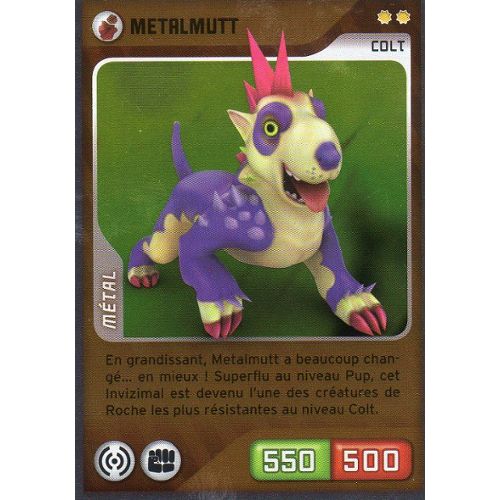 METALMUTT
COLT
MÉTAL
En grandissant, Metalmutt a beaucoup chan-
gé... en mieux ! Superflu au niveau Pup, cet
Invizimal est devenu l'une des créatures de
Roche les plus résistantes au niveau Colt.
550 500